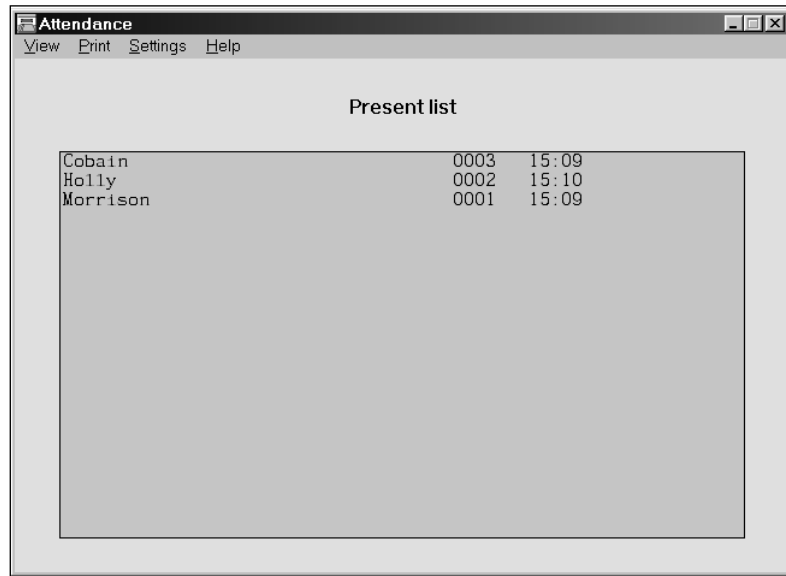 Attendance
View Print Settings Help
Present list
Cobain 0003 15:09
Holly 0002 15:10
Morrison 0001 15:09